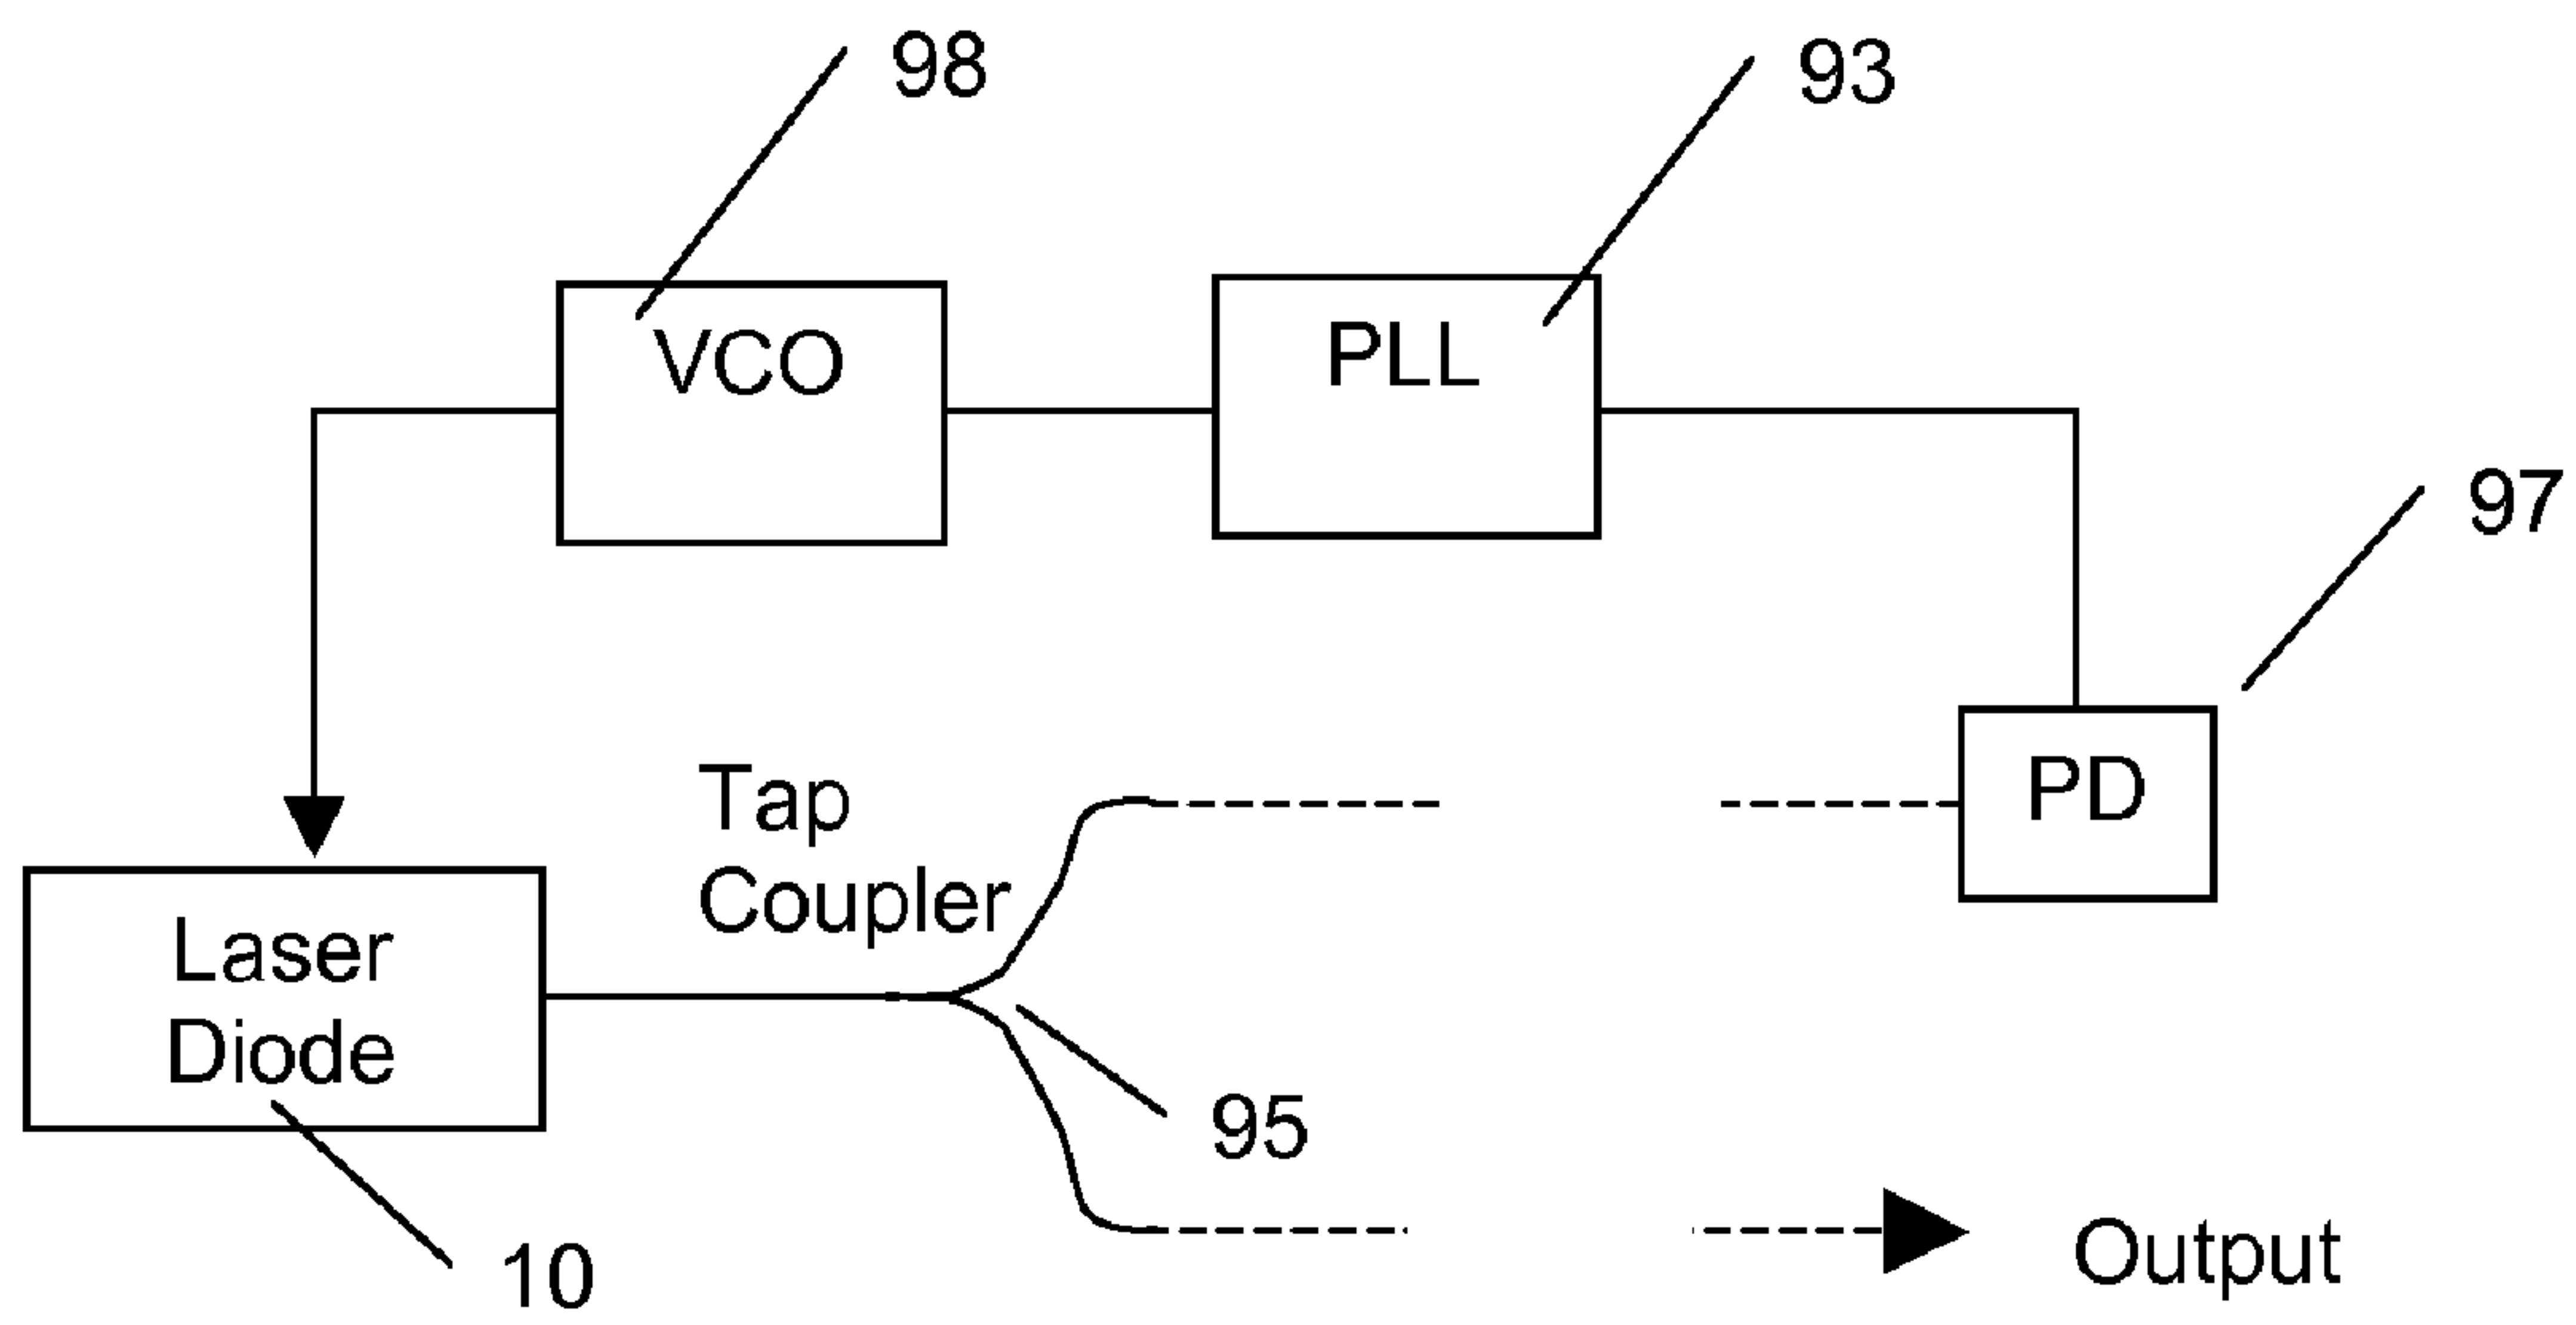 98
93
VCO
PLL
97
Tap
Coupler
PD
Laser
Diode
95
10
Output